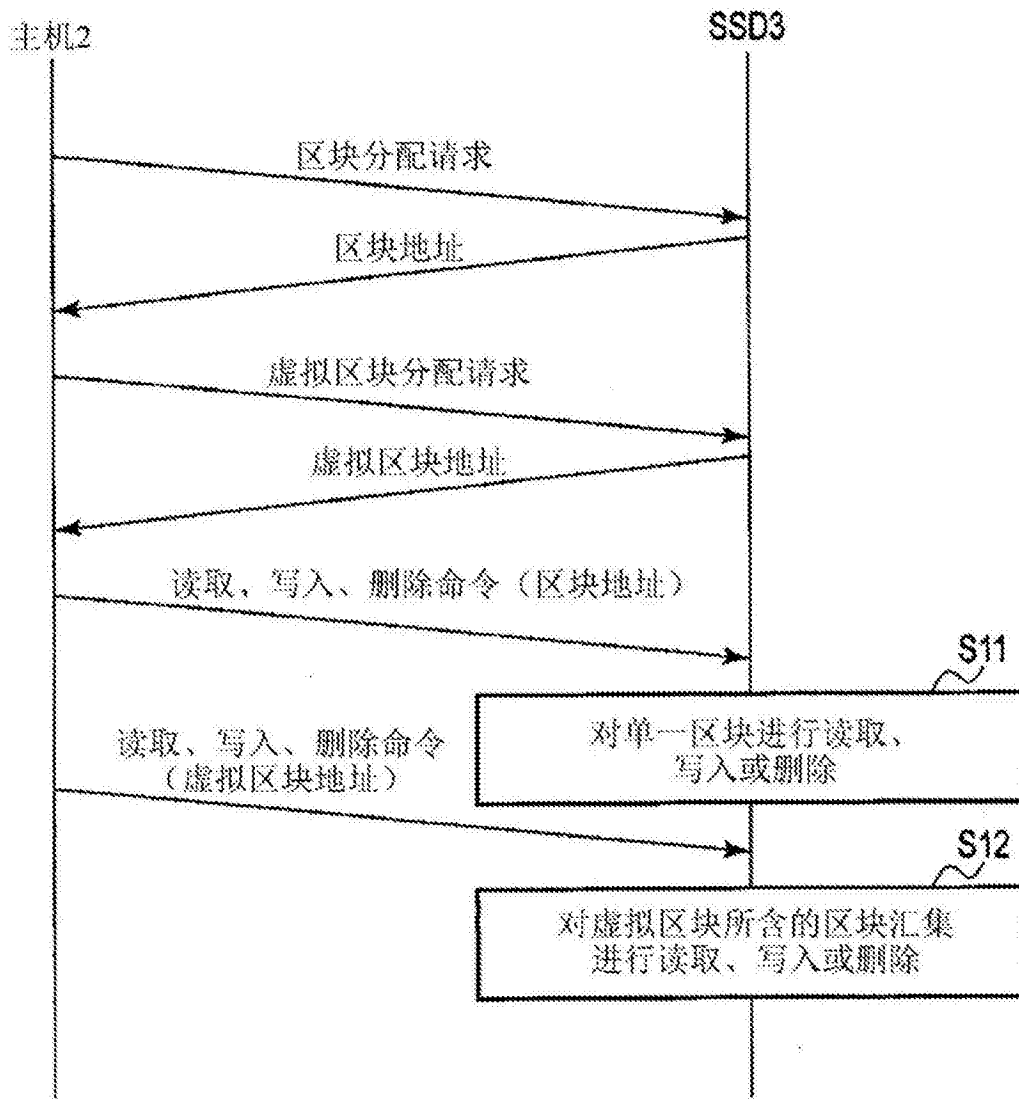 主机2
SSD3
区块分配请求
区块地址
虚拟区块分配请求
虚拟区块地址
读取、写入、删除命令（区块地址）
S11
对单一区块进行读取、
写入或删除
读取、写入、删除命令
（虚拟区块地址）
S12
对虚拟区块所含的区块汇集
进行读取、写入或删除